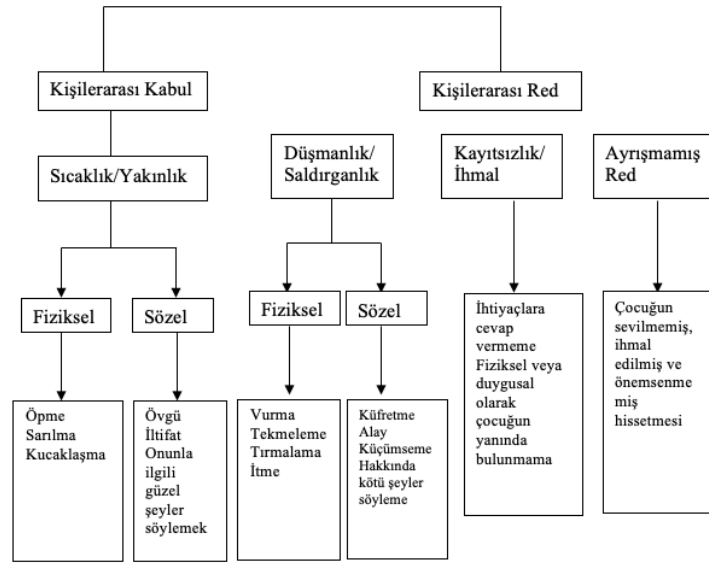 Kişilerarası Kabul
Kişilerarası Red
Sıcaklık/Yakınlık
Düşmanlık/
Saldırganlık
Kayıtsızlık/
İhmal
Ayrışmamış
Red
Fiziksel
Sözel
Fiziksel
Sözel
Öpme
Sarılma
Kucaklaşma
Övgü
İltifat
Onunla
ilgili
güzel
şeyler
söylemek
Vurma
Tekmeleme
Tırmalama
İtme
Küfretme
Alay
Küçümseme
Hakkında
kötü şeyler
söyleme
İhtiyaçlara
cevap
vermeme
Fiziksel veya
duygusal
olarak
çocuğun
yanında
bulunmama
Çocuğun
sevilmemiş,
ihmal
edilmiş ve
önemsenme
miş
hissetmesi